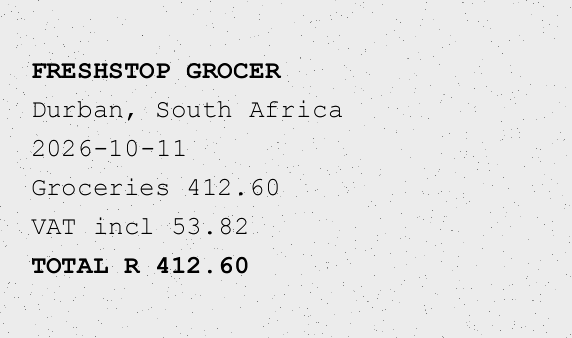 FRESHSTOP GROCER
Durban, South Africa
2026-10-11
Groceries 412.60
VAT incl 53.82
TOTAL R 412.60